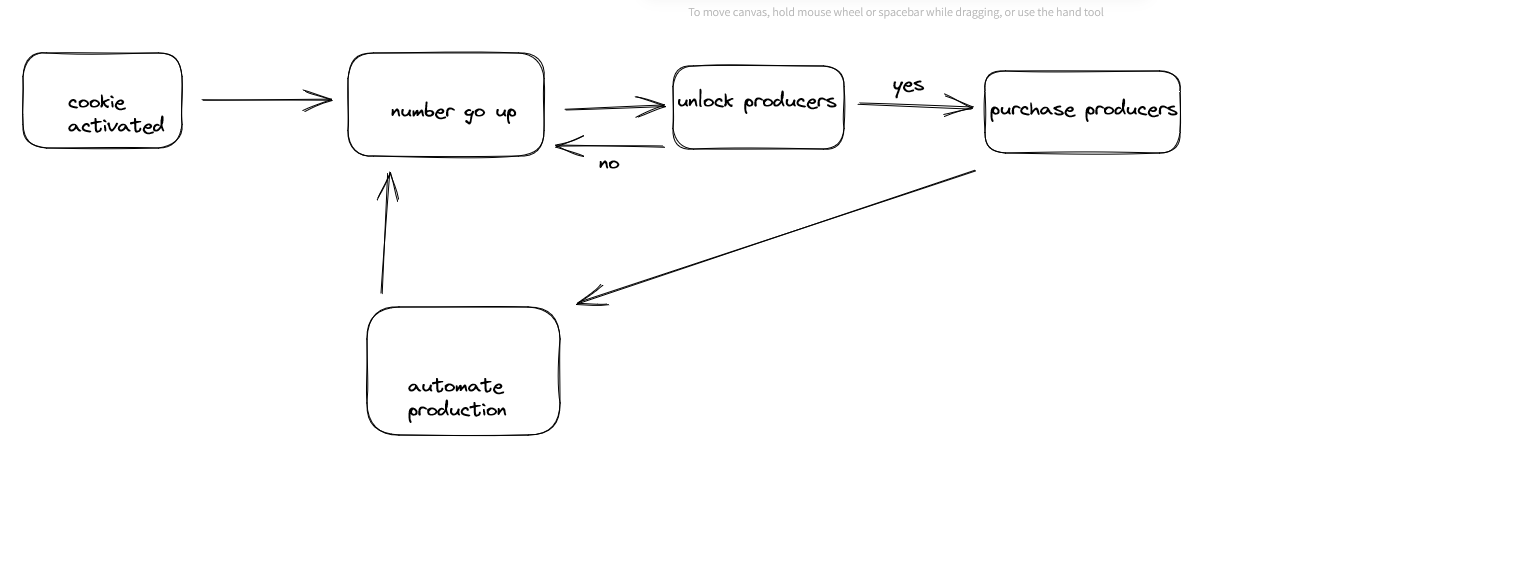 To move canvas, hold mouse wheel or spacebar while dragging, or use the hand tool
cookie
activated
number go up
unlock producers
yes
purchase producers
no
automate
production